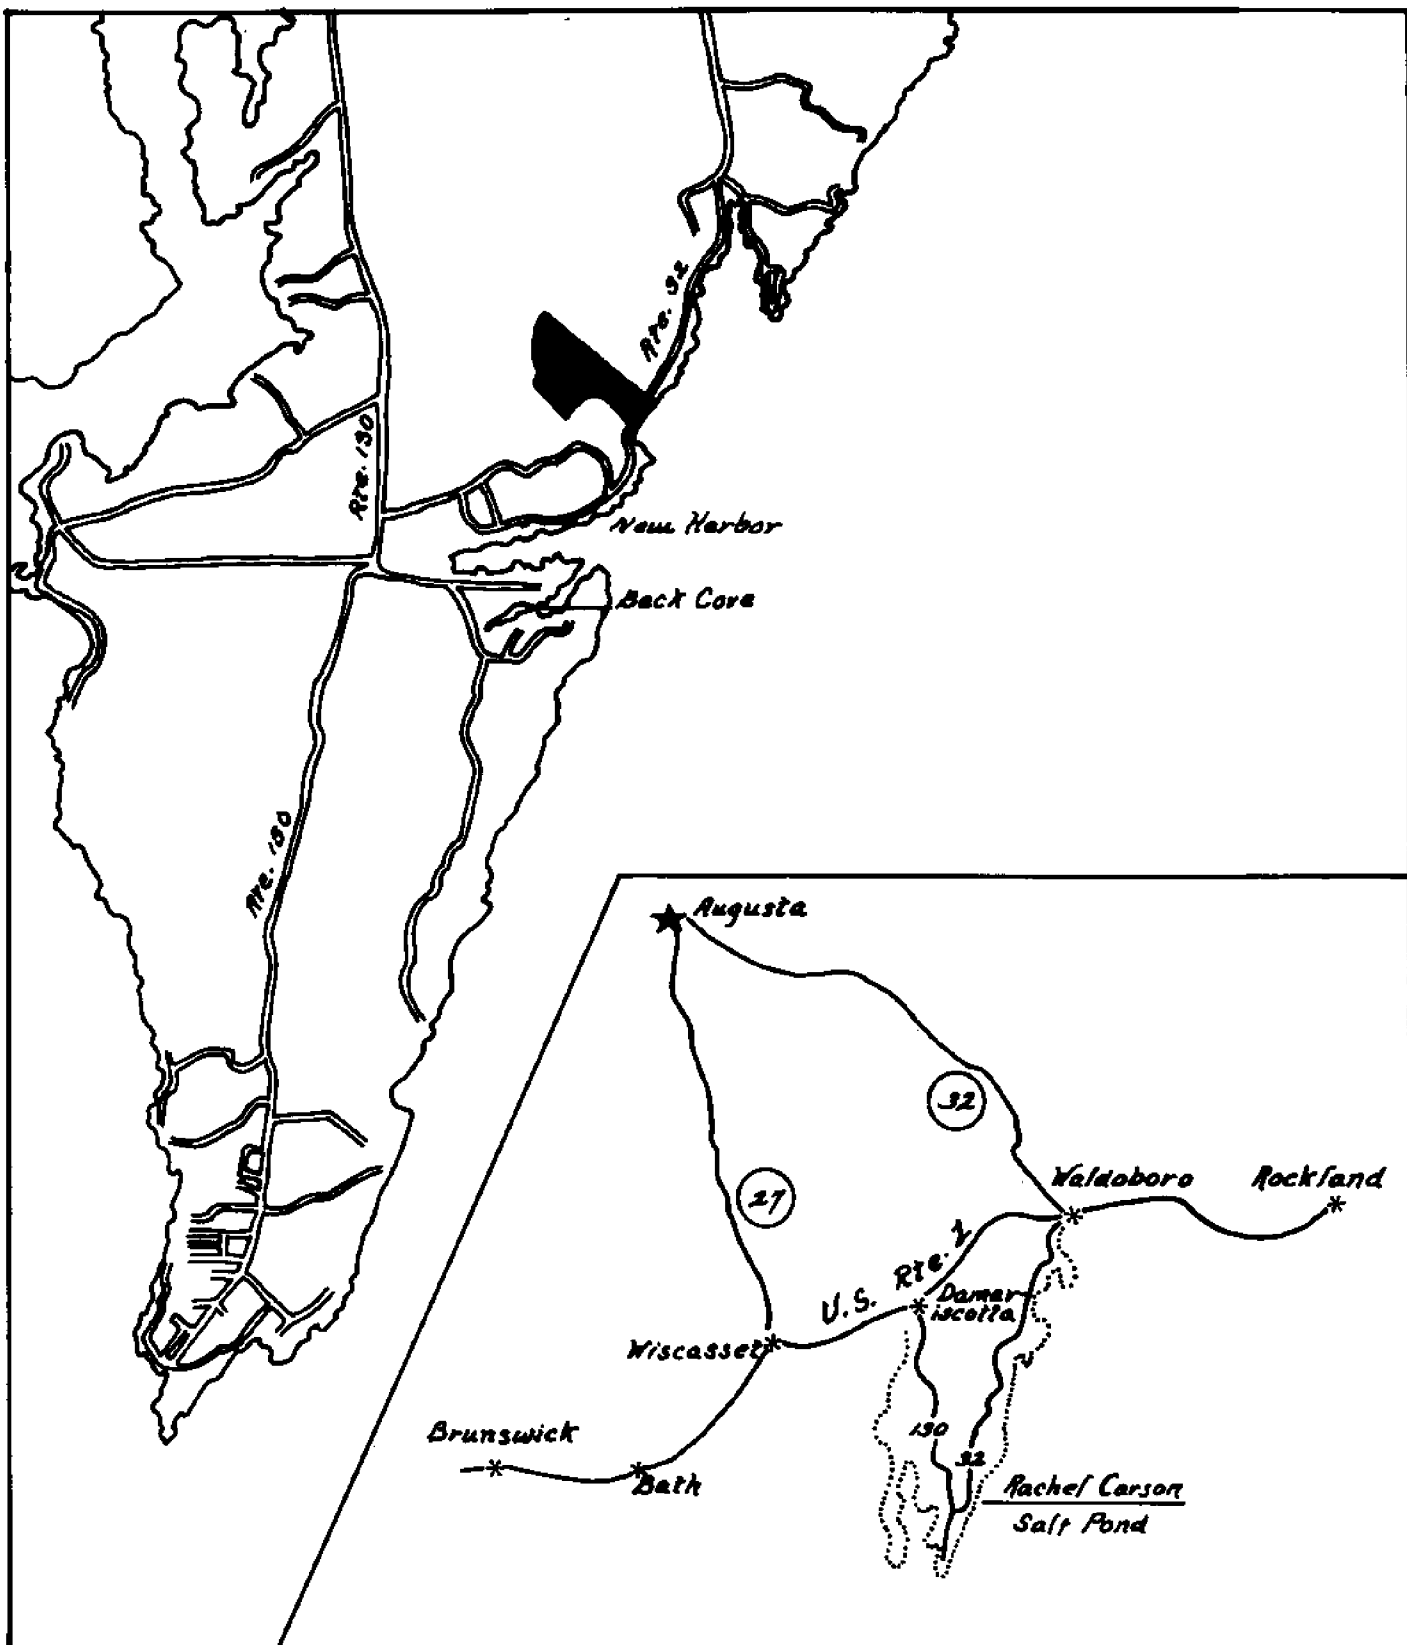 Rte. 32
Rte. 130
New Harbor
Back Cove
Rte. 130
Augusta
32
27
Waldoboro
Rockland
U.S. Rte. 1
Damar-
iscotta
Wiscasset
130
32
Brunswick
Bath
Rachel Carson
Salt Pond